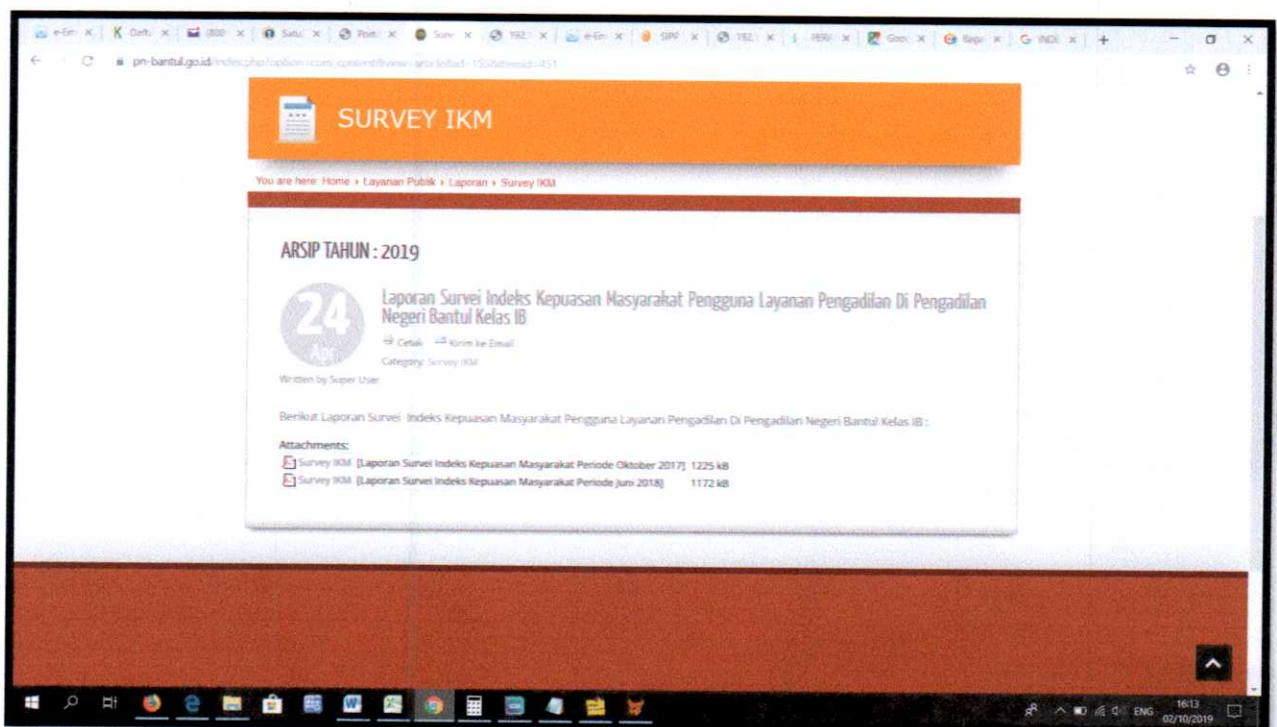 SURVEY IKM
pn-bantul.go.id
You are here: Home Layanan Publik Laporan Survey IKM
ARSIP TAHUN : 2019
24
Apr
Laporan Survei Indeks Kepuasan Masyarakat Pengguna Layanan Pengadilan Di Pengadilan
Negeri Bantul Kelas IB
Cetak Kirim ke Email
Category: Survey IKM
Written by Super User
Berikut Laporan Survei Indeks Kepuasan Masyarakat Pengguna Layanan Pengadilan Di Pengadilan Negeri Bantul Kelas IB :
Attachments:
Survey IKM [Laporan Survei Indeks Kepuasan Masyarakat Periode Oktober 2017] 1225 kB
Survey IKM [Laporan Survei Indeks Kepuasan Masyarakat Periode Juni 2018] 1172 kB
ENG
16:13
02/10/2019